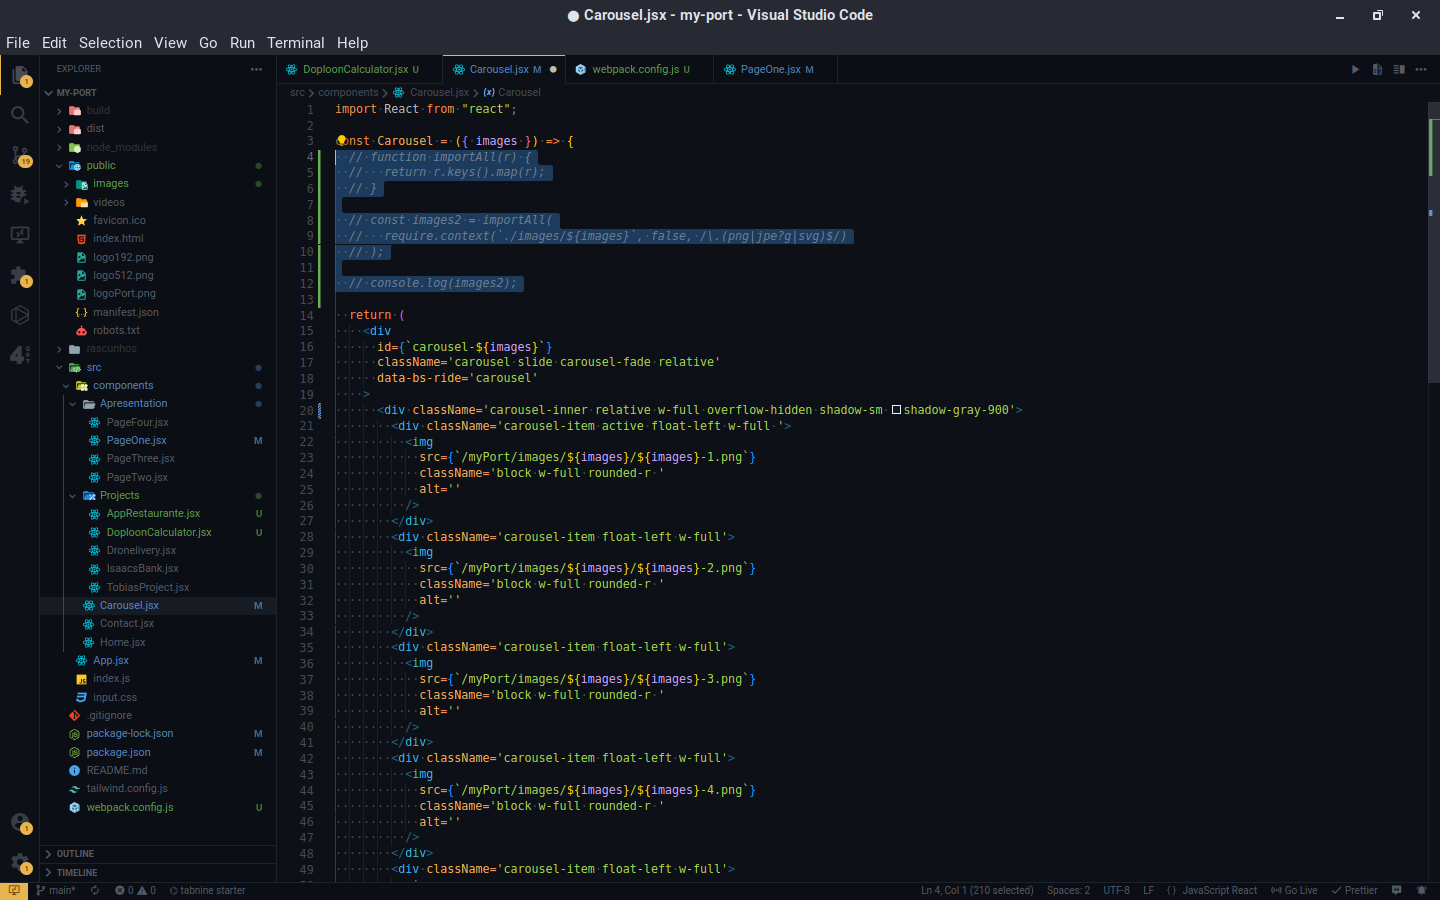 Carousel.jsx - my-port - Visual Studio Code
File Edit Selection View Go Run Terminal Help
EXPLORER
MY-PORT
build
dist
node_modules
public
images
videos
favicon.ico
index.html
logo192.png
logo512.png
logoPort.png
manifest.json
robots.txt
rascunhos
src
components
Apresentation
PageFour.jsx
PageOne.jsx M
PageThree.jsx
PageTwo.jsx
Projects
AppRestaurante.jsx U
DoploonCalculator.jsx U
Dronelivery.jsx
IsaacsBank.jsx
TobiasProject.jsx
Carousel.jsx M
Contact.jsx
Home.jsx
App.jsx M
index.js
input.css
.gitignore
package-lock.json M
package.json M
README.md
tailwind.config.js
webpack.config.js U
OUTLINE
TIMELINE
1
19
1
1
1
DoploonCalculator.jsx U Carousel.jsx M webpack.config.js U PageOne.jsx M
src > components > Carousel.jsx > Carousel
1 import React from "react";
2
3 const Carousel = ({ images }) => {
4 // function importAll(r) {
5 //   return r.keys().map(r);
6 // }
7
8 // const images2 = importAll(
9 //   require.context(`./images/${images}`, false, /\.(png|jpe?g|svg)$/)
10 // );
11
12 // console.log(images2);
13
14 return (
15 <div
16 id={`carousel-${images}`}
17 className='carousel slide carousel-fade relative'
18 data-bs-ride='carousel'
19 >
20 <div className='carousel-inner relative w-full overflow-hidden shadow-sm shadow-gray-900'>
21 <div className='carousel-item active float-left w-full '>
22 <img
23 src={`/myPort/images/${images}/${images}-1.png`}
24 className='block w-full rounded-r '
25 alt=''
26 />
27 </div>
28 <div className='carousel-item float-left w-full'>
29 <img
30 src={`/myPort/images/${images}/${images}-2.png`}
31 className='block w-full rounded-r '
32 alt=''
33 />
34 </div>
35 <div className='carousel-item float-left w-full'>
36 <img
37 src={`/myPort/images/${images}/${images}-3.png`}
38 className='block w-full rounded-r '
39 alt=''
40 />
41 </div>
42 <div className='carousel-item float-left w-full'>
43 <img
44 src={`/myPort/images/${images}/${images}-4.png`}
45 className='block w-full rounded-r '
46 alt=''
47 />
48 </div>
49 <div className='carousel-item float-left w-full'>
main* 0 0 tabnine starter Ln 4, Col 1 (210 selected) Spaces: 2 UTF-8 LF JavaScript React Go Live Prettier